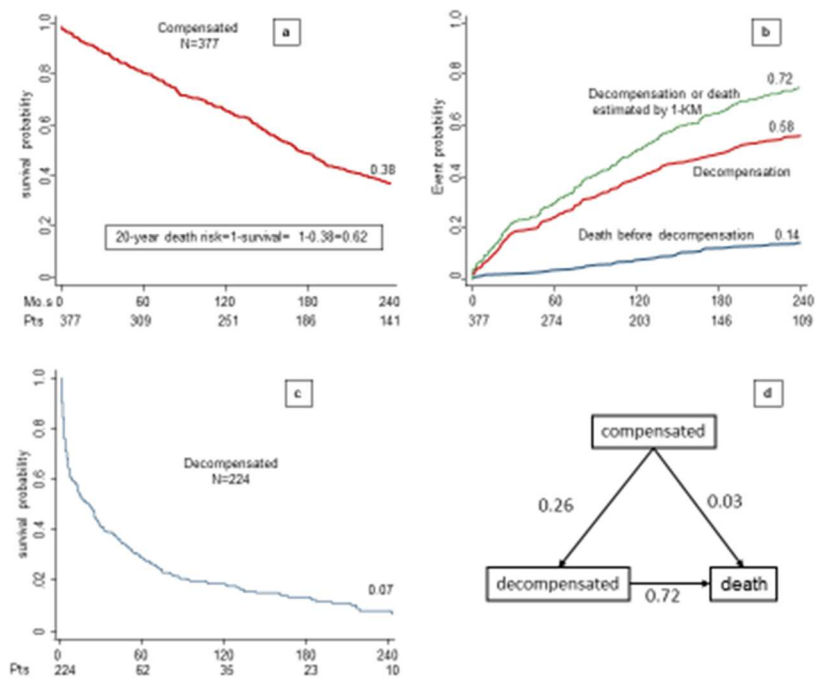 a
Compensated
N=377
survival probability
1.0
0.8
0.6
0.4
0.2
0
0.38
20-year death risk=1-survival= 1-0.38=0.62
Mo.s 0 60 120 180 240
Pts 377 309 251 186 141
b
Event probability
1.0
0.8
0.6
0.4
0.2
0
0.72
Decompensation or death
estimated by 1-KM
0.58
Decompensation
Death before decompensation
0.14
0 60 120 180 240
377 274 203 146 109
c
survival probability
1.0
0.8
0.6
0.4
02
0
Decompensated
N=224
0.07
0 60 120 180 240
Pts 224 62 35 23 10
d
compensated
0.26
0.03
decompensated
death
0.72